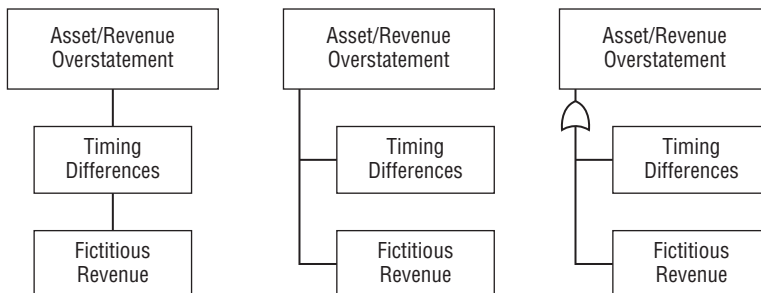 Asset/Revenue
Overstatement
Timing
Differences
Fictitious
Revenue
Asset/Revenue
Overstatement
Timing
Differences
Fictitious
Revenue
Asset/Revenue
Overstatement
Timing
Differences
Fictitious
Revenue